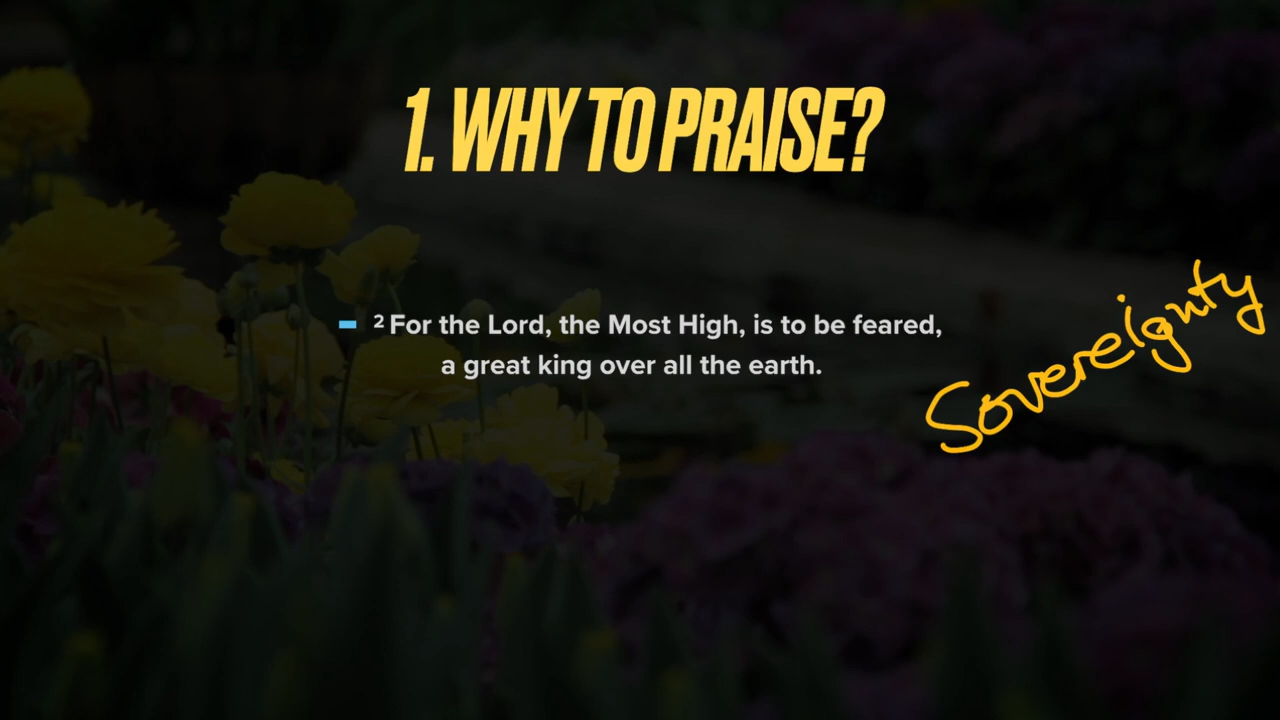 1. WHY TO PRAISE?
2 For the Lord, the Most High, is to be feared,
a great king over all the earth.
Sovereignty